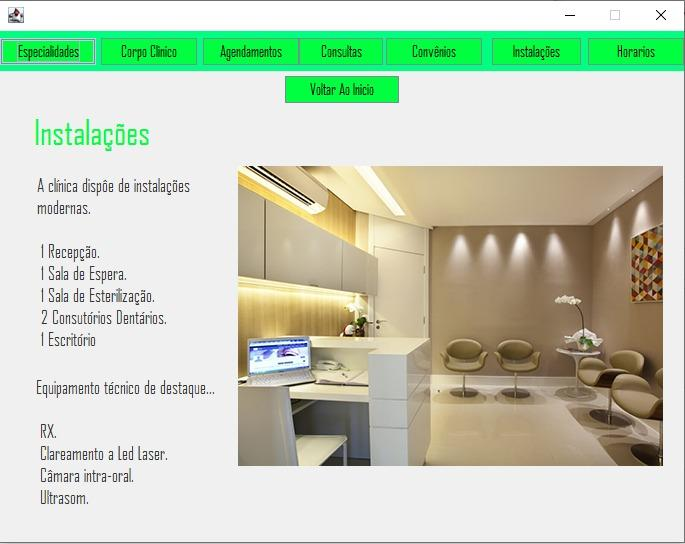 Especialidades Corpo Clínico Agendamentos Consultas Convênios Instalações Horarios
Voltar Ao Inicio
Instalações
A clínica dispôe de instalações
modernas.
1 Recepção.
1 Sala de Espera.
1 Sala de Esterilização.
2 Consutórios Dentários.
1 Escritório
Equipamento técnico de destaque...
RX.
Clareamento a Led Laser.
Câmara intra-oral.
Ultrasom.